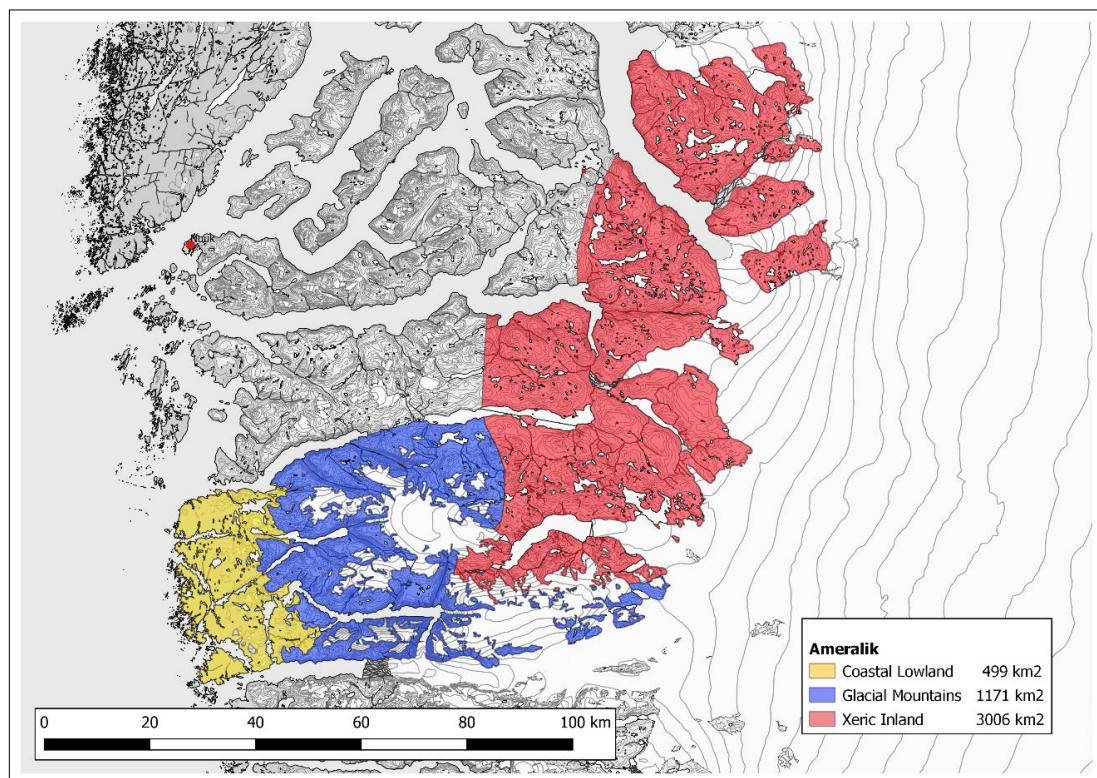 Ameralik
Coastal Lowland 499 km2
Glacial Mountains 1171 km2
Xeric Inland 3006 km2
0 20 40 60 80 100 km